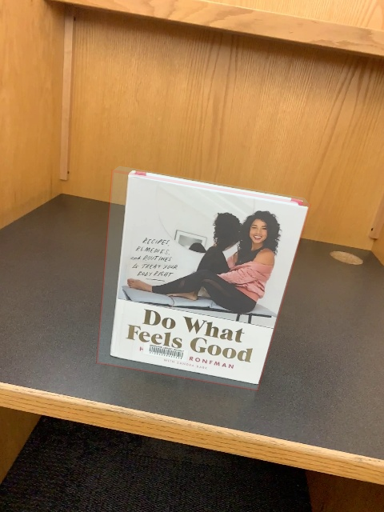 RECIPES,
REMEDIES,
AND ROUTINES
to TREAT YOUR
BODY RIGHT
Do What
Feels Good
H RONFMAN